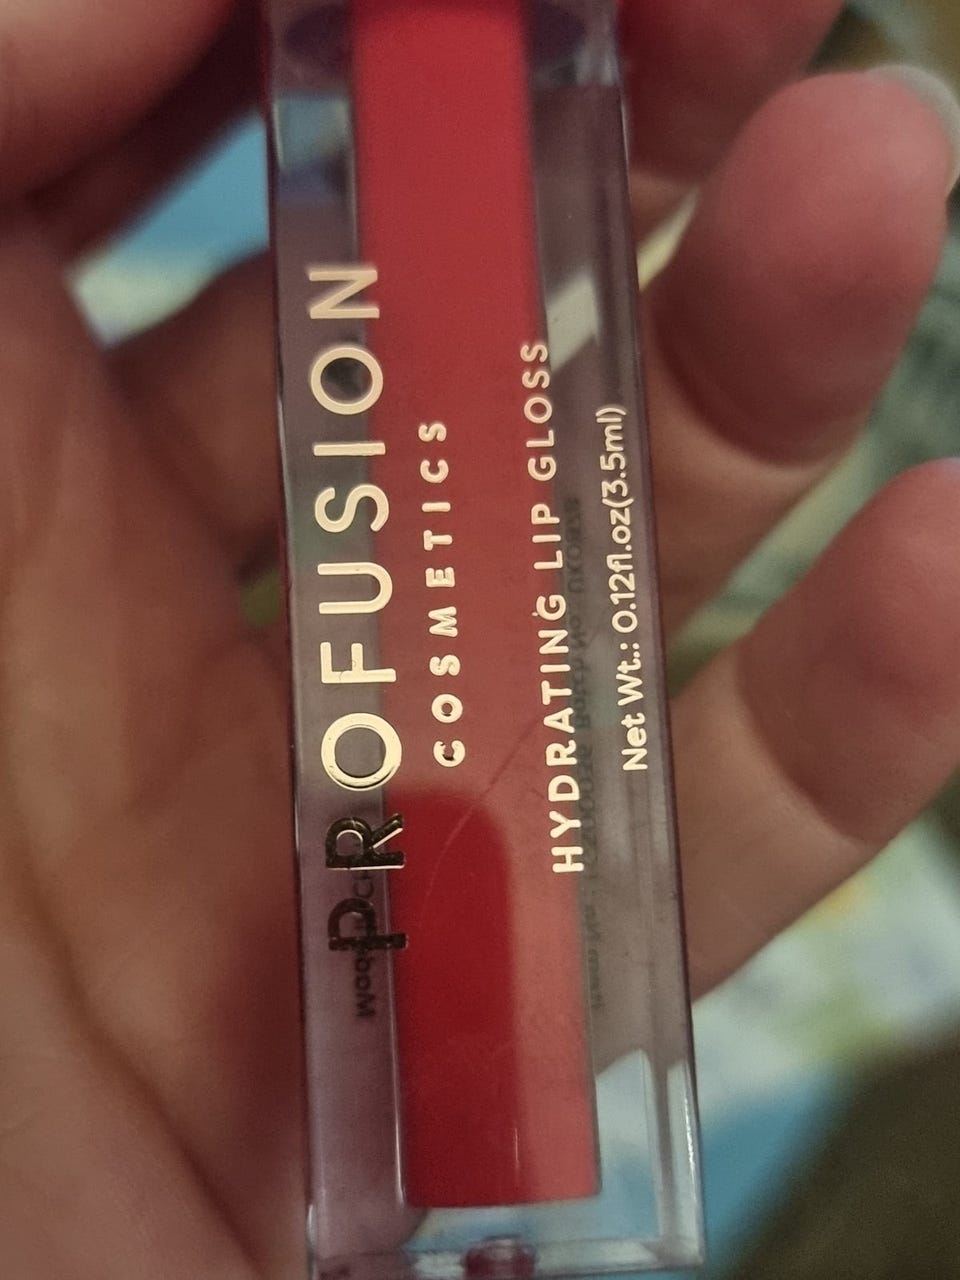 PROFUSION
COSMETICS
HYDRATING LIP GLOSS
Net Wt.: 0.12fl.oz(3.5ml)